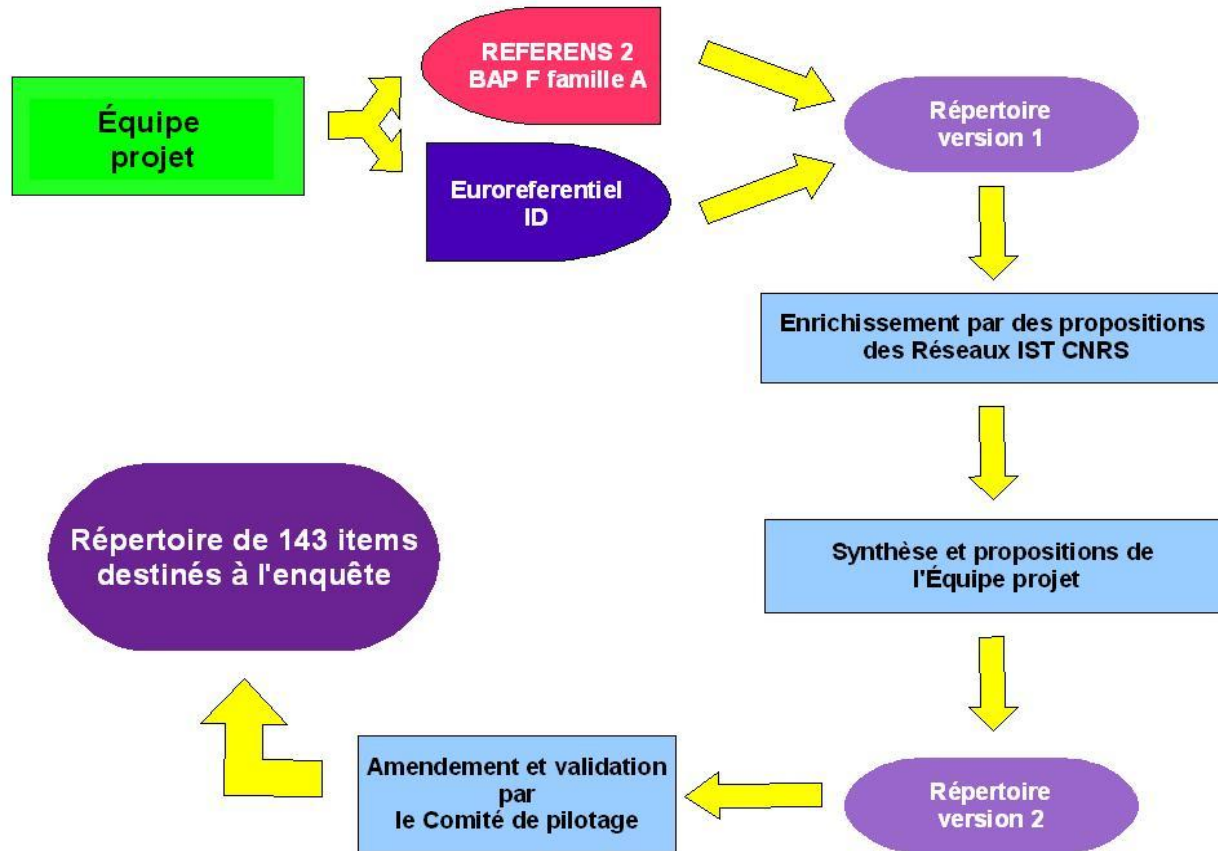 Équipe
projet
REFERENS 2
BAP F famille A
Euroreferentiel
ID
Répertoire
version 1
Enrichissement par des propositions
des Réseaux IST CNRS
Synthèse et propositions de
l'Équipe projet
Répertoire
version 2
Amendement et validation
par
le Comité de pilotage
Répertoire de 143 items
destinés à l'enquête